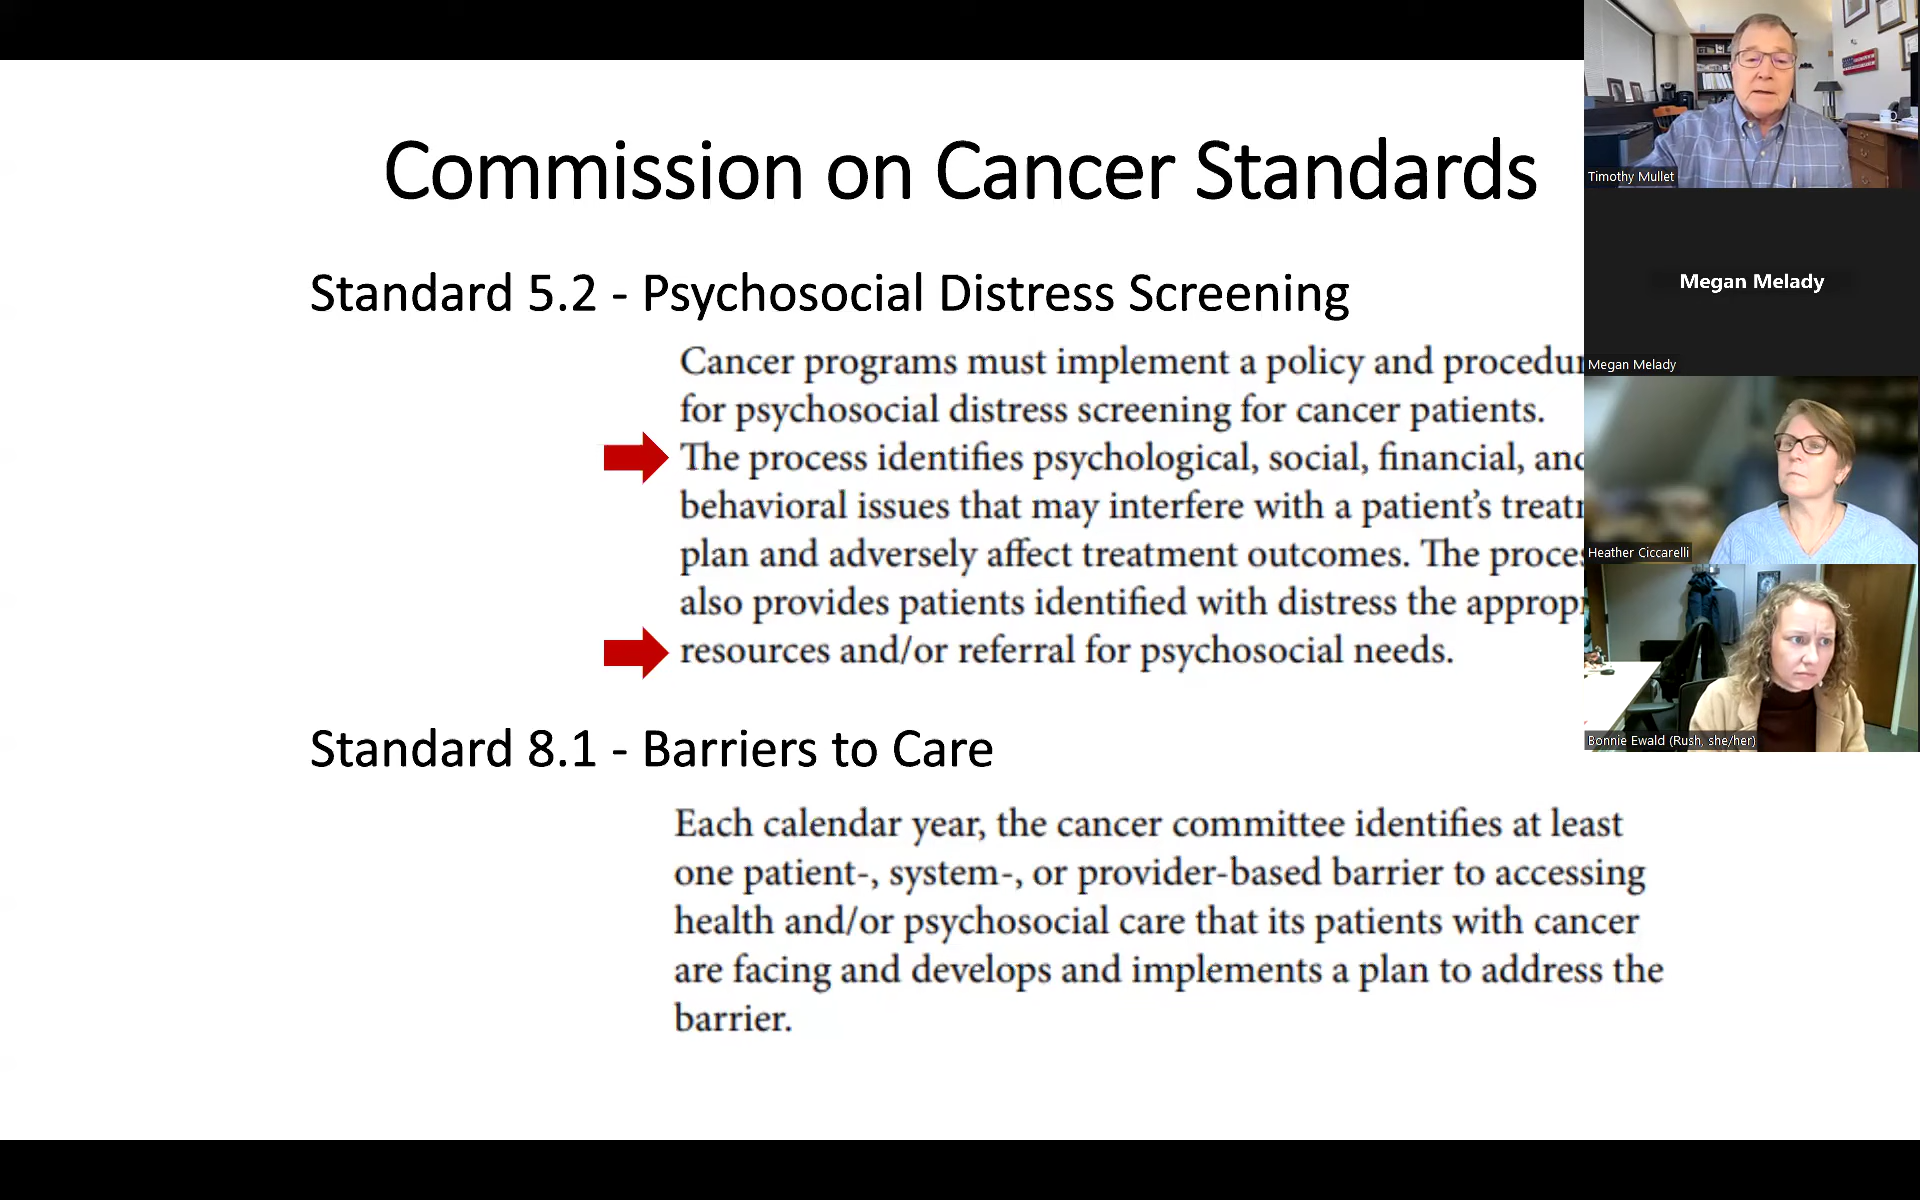 Commission on Cancer Standards
Standard 5.2 - Psychosocial Distress Screening
Cancer programs must implement a policy and
for psychosocial distress screening for cancer patients.
The process identifies psychological, social, financial,
behavioral issues that may interfere with a patient's
plan and adversely affect treatment outcomes. The
also provides patients identified with distress the
resources and/or referral for psychosocial needs.
Standard 8.1 - Barriers to Care
Each calendar year, the cancer committee identifies at least
one patient-, system-, or provider-based barrier to accessing
health and/or psychosocial care that its patients with cancer
are facing and develops and implements a plan to address the
barrier.
Timothy Mullet
Megan Melady
Megan Melady
Heather Ciccarelli
Bonnie Ewald (Rush, she/her)